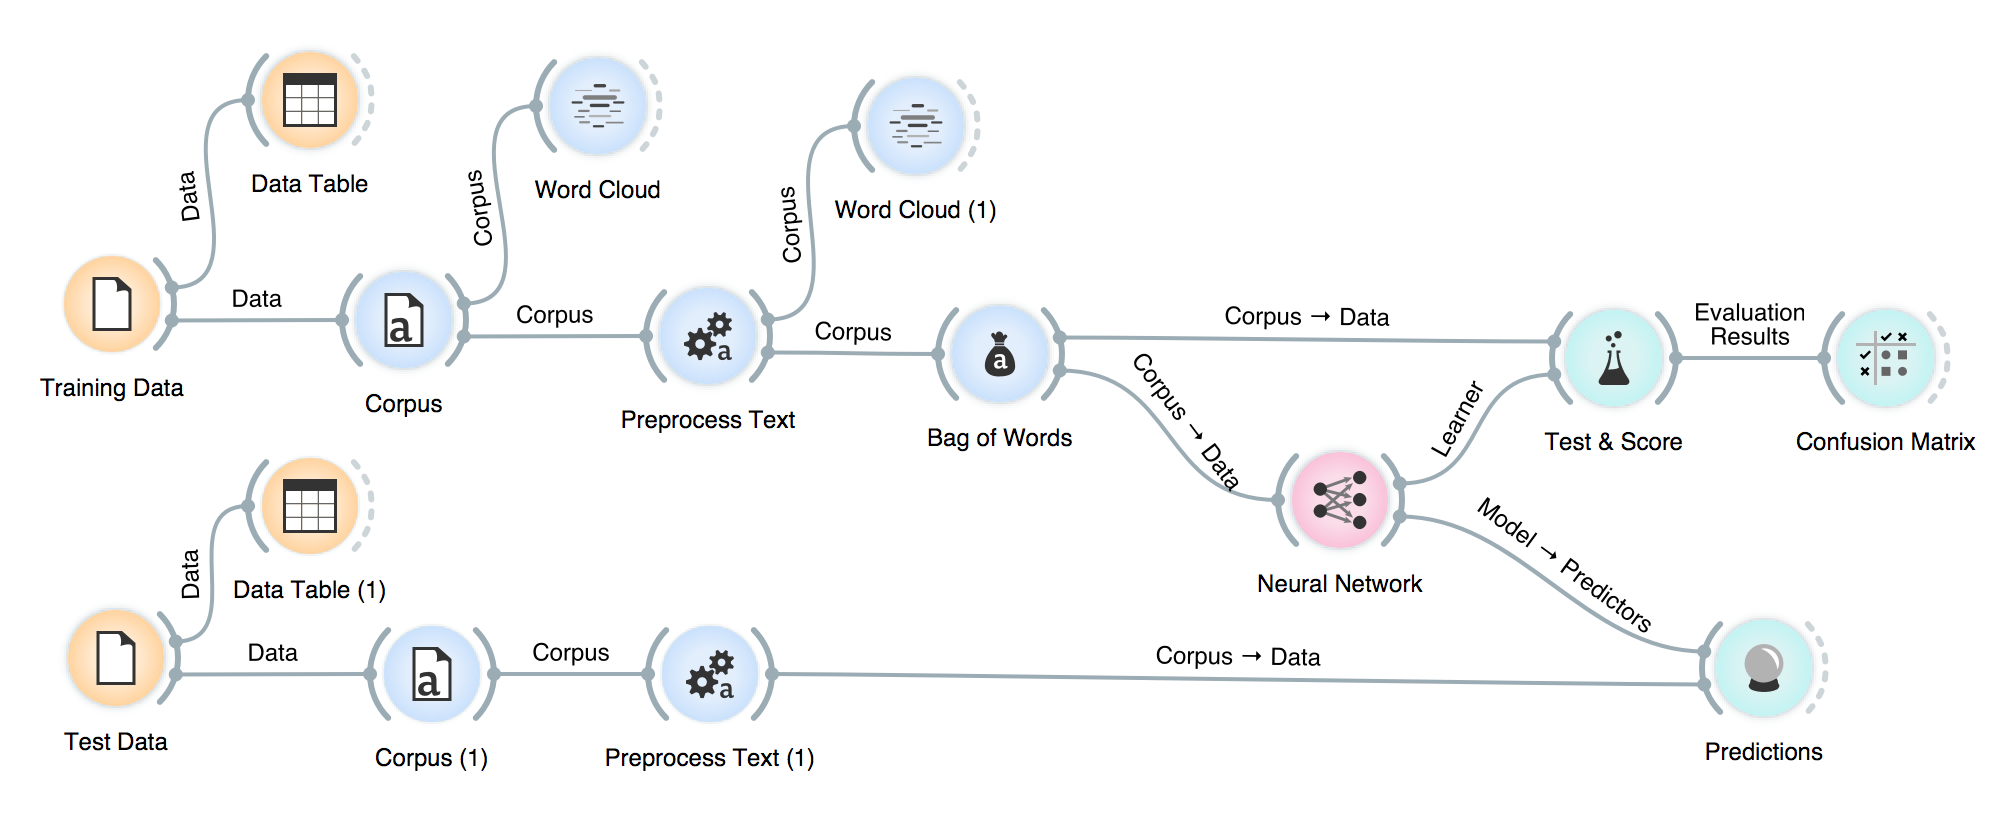 Data
Data Table
Corpus
Word Cloud
Corpus
Word Cloud (1)
Training Data
Data
Corpus
Corpus
Preprocess Text
Corpus
Bag of Words
Corpus → Data
Corpus → Data
Learner
Test & Score
Evaluation
Results
Confusion Matrix
Neural Network
Model → Predictors
Data
Data Table (1)
Test Data
Data
Corpus (1)
Corpus
Preprocess Text (1)
Corpus → Data
Predictions
a
a
a
a
a